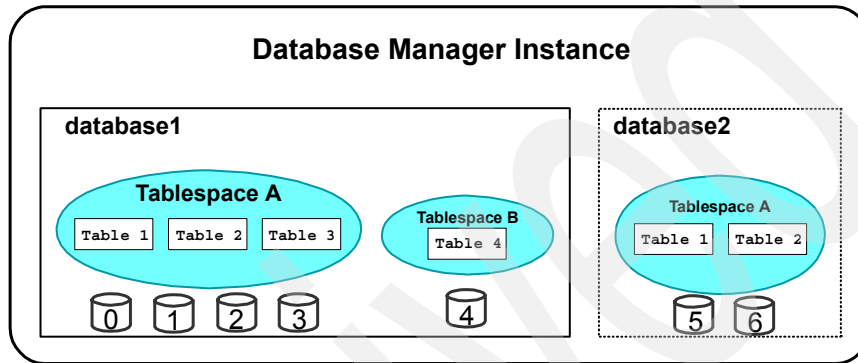 Database Manager Instance
database1
database2
Tablespace A
Table 1 Table 2 Table 3
Tablespace B
Table 4
Tablespace A
Table 1 Table 2
0 1 2 3
4
5 6